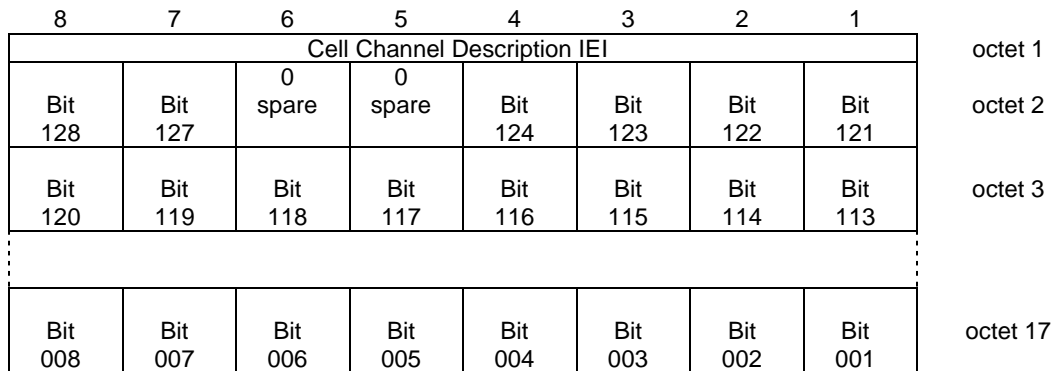 8 7 6 5 4 3 2 1
Cell Channel Description IEI octet 1
0 0
Bit Bit spare spare Bit Bit Bit Bit octet 2
128 127 124 123 122 121
Bit Bit Bit Bit Bit Bit Bit Bit octet 3
120 119 118 117 116 115 114 113
Bit Bit Bit Bit Bit Bit Bit Bit octet 17
008 007 006 005 004 003 002 001